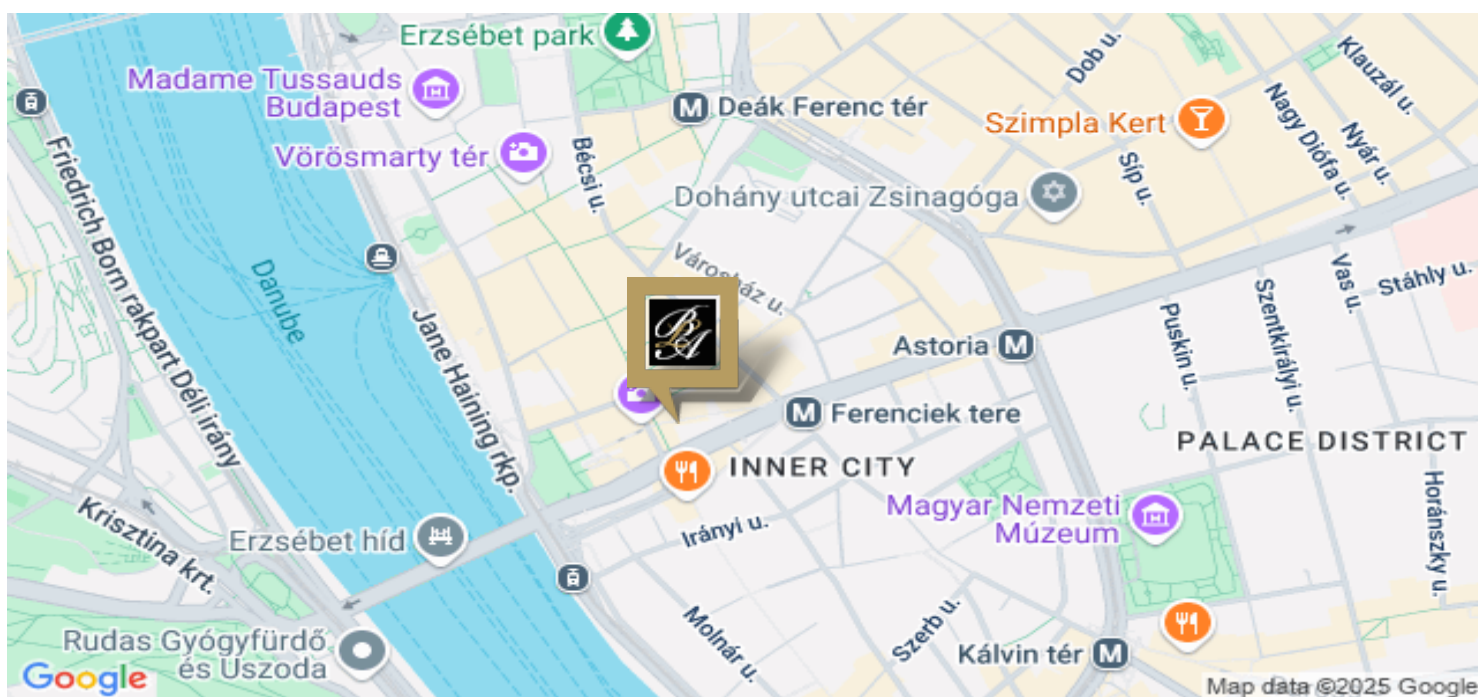 Erzsébet park
Madame Tussauds
Budapest
Deák Ferenc tér
Dob u.
Klauzál u.
Szimpla Kert
Nagy Diófa u.
Nyár u.
Vörösmarty tér
Bécsi u.
Síp u.
Dohány utcai Zsinagóga
Friedrich Born rakpart Déli irány
Danube
Városház u.
Vas u.
Stáhly u.
Jane Haining rkp.
Astoria
Puskin u.
Szentkirályi u.
BA
Ferenciek tere
PALACE DISTRICT
INNER CITY
Horánszky u.
Magyar Nemzeti
Múzeum
Krisztina krt.
Erzsébet híd
Irányi u.
Molnár u.
Szerb u.
Kálvin tér
Rudas Gyógyfürdő
és Uszoda
Google
Map data ©2025 Google